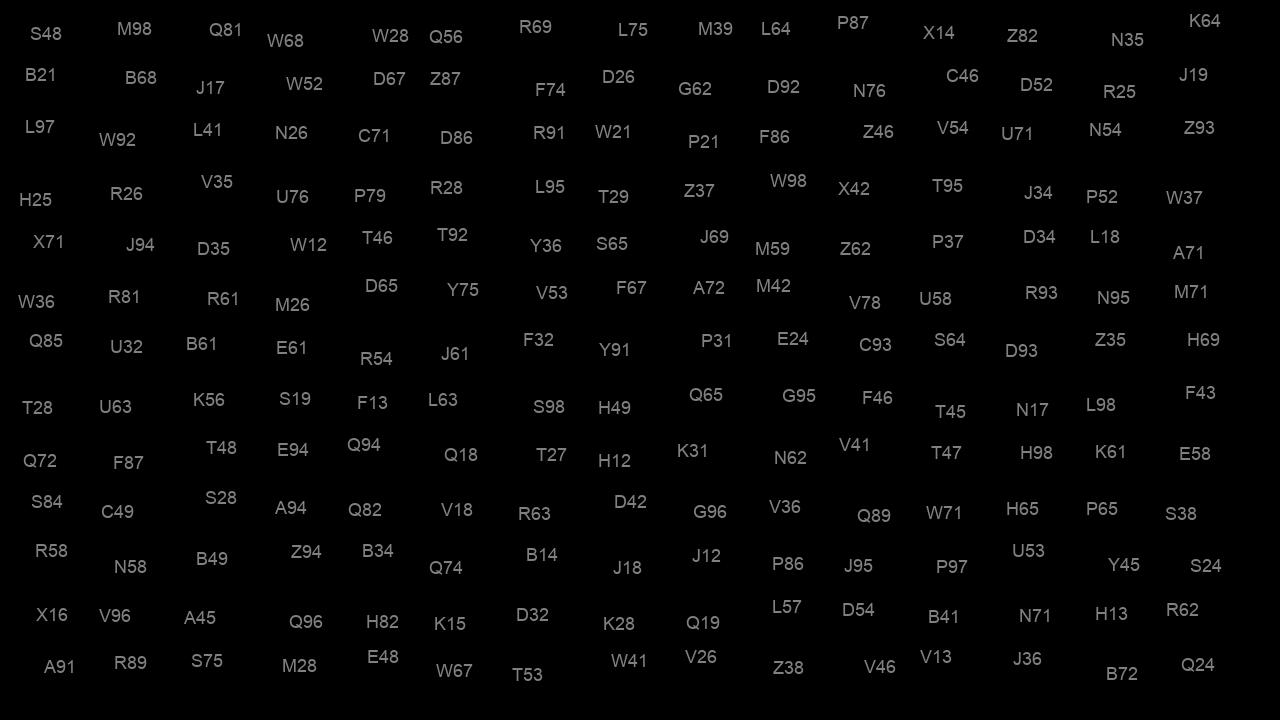 S48 M98 Q81 W68 W28 Q56 R69 L75 M39 L64 P87 X14 Z82 N35 K64
B21 B68 J17 W52 D67 Z87 F74 D26 G62 D92 N76 C46 D52 R25 J19
L97 W92 L41 N26 C71 D86 R91 W21 P21 F86 Z46 V54 U71 N54 Z93
H25 R26 V35 U76 P79 R28 L95 T29 Z37 W98 X42 T95 J34 P52 W37
X71 J94 D35 W12 T46 T92 Y36 S65 J69 M59 Z62 P37 D34 L18 A71
W36 R81 R61 M26 D65 Y75 V53 F67 A72 M42 V78 U58 R93 N95 M71
Q85 U32 B61 E61 R54 J61 F32 Y91 P31 E24 C93 S64 D93 Z35 H69
T28 U63 K56 S19 F13 L63 S98 H49 Q65 G95 F46 T45 N17 L98 F43
Q72 F87 T48 E94 Q94 Q18 T27 H12 K31 N62 V41 T47 H98 K61 E58
S84 C49 S28 A94 Q82 V18 R63 D42 G96 V36 Q89 W71 H65 P65 S38
R58 N58 B49 Z94 B34 Q74 B14 J18 J12 P86 J95 P97 U53 Y45 S24
X16 V96 A45 Q96 H82 K15 D32 K28 Q19 L57 D54 B41 N71 H13 R62
A91 R89 S75 M28 E48 W67 T53 W41 V26 Z38 V46 V13 J36 B72 Q24